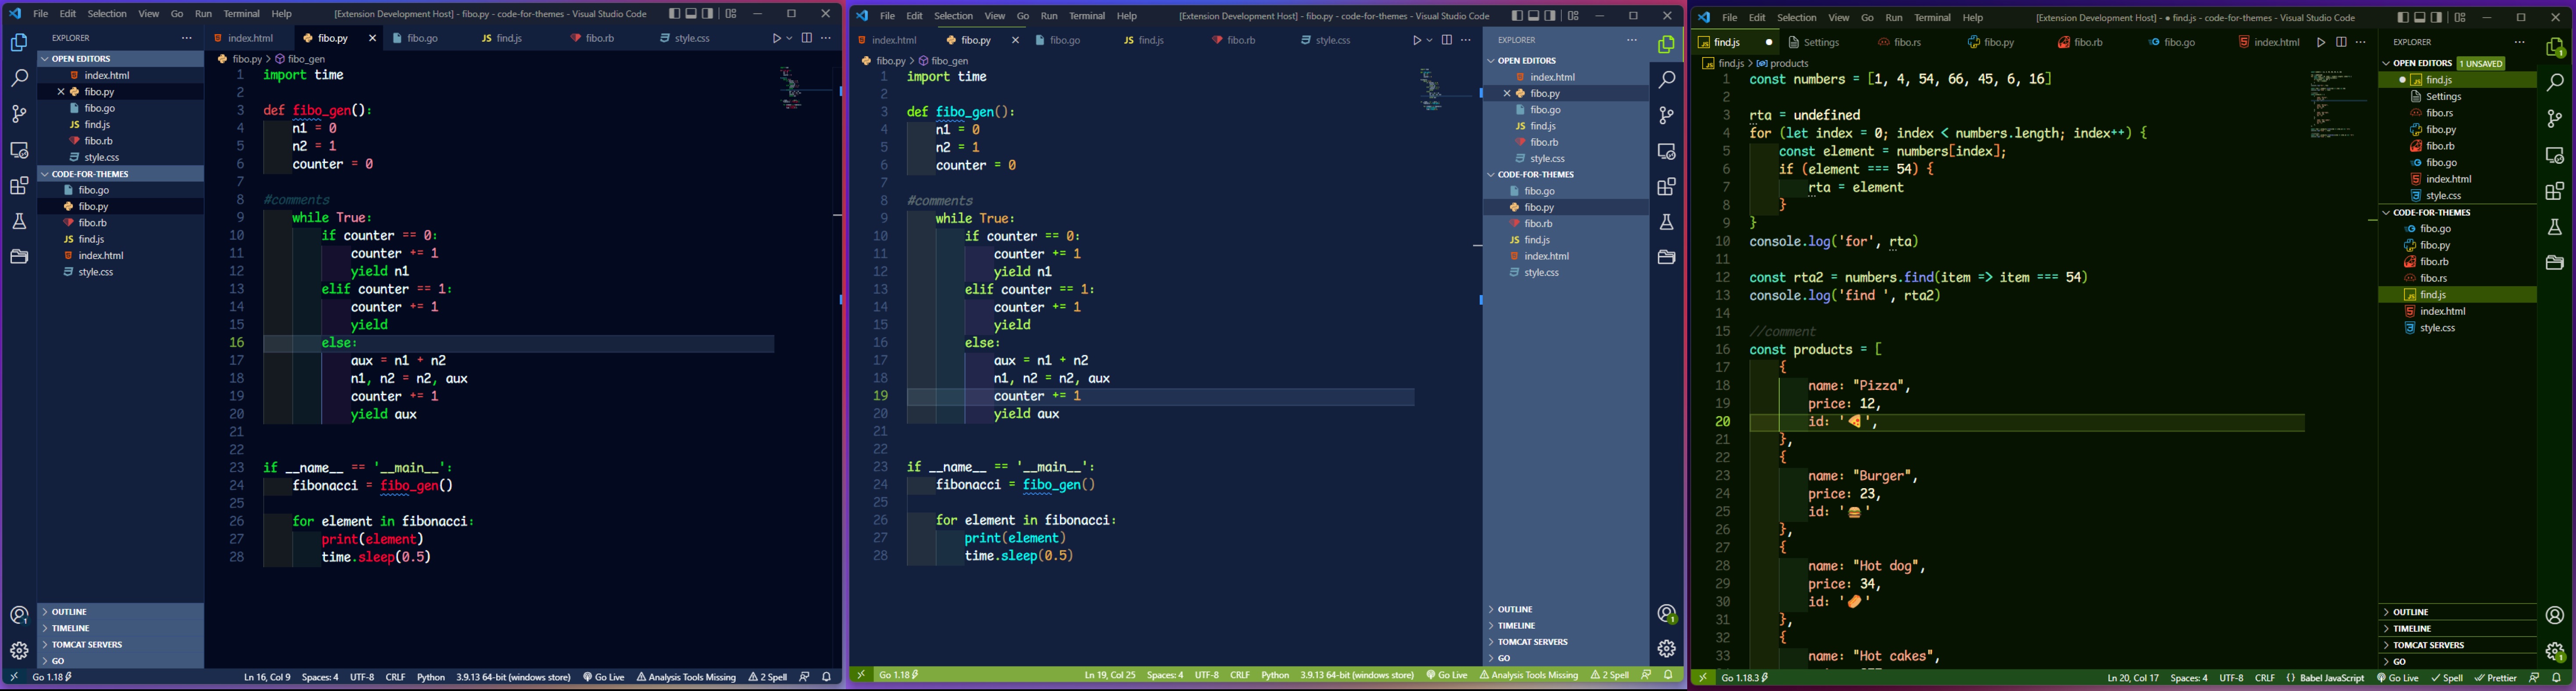 File Edit Selection View Go Run Terminal Help [Extension Development Host] - fibo.py - code-for-themes - Visual Studio Code
EXPLORER
OPEN EDITORS
index.html
fibo.py
fibo.go
find.js
fibo.rb
style.css
CODE-FOR-THEMES
fibo.go
fibo.py
fibo.rb
find.js
index.html
style.css
OUTLINE
TIMELINE
TOMCAT SERVERS
GO
index.html fibo.py fibo.go find.js fibo.rb style.css
fibo.py > fibo_gen
1 import time
2
3 def fibo_gen():
4 n1 = 0
5 n2 = 1
6 counter = 0
7
8 #comments
9 while True:
10 if counter == 0:
11 counter += 1
12 yield n1
13 elif counter == 1:
14 counter += 1
15 yield
16 else:
17 aux = n1 + n2
18 n1, n2 = n2, aux
19 counter += 1
20 yield aux
21
22
23 if __name__ == '__main__':
24 fibonacci = fibo_gen()
25
26 for element in fibonacci:
27 print(element)
28 time.sleep(0.5)
Go 1.18 Ln 16, Col 9 Spaces: 4 UTF-8 CRLF Python 3.9.13 64-bit (windows store) Go Live Analysis Tools Missing 2 Spell
File Edit Selection View Go Run Terminal Help [Extension Development Host] - fibo.py - code-for-themes - Visual Studio Code
index.html fibo.py fibo.go find.js fibo.rb style.css
fibo.py > fibo_gen
1 import time
2
3 def fibo_gen():
4 n1 = 0
5 n2 = 1
6 counter = 0
7
8 #comments
9 while True:
10 if counter == 0:
11 counter += 1
12 yield n1
13 elif counter == 1:
14 counter += 1
15 yield
16 else:
17 aux = n1 + n2
18 n1, n2 = n2, aux
19 counter += 1
20 yield aux
21
22
23 if __name__ == '__main__':
24 fibonacci = fibo_gen()
25
26 for element in fibonacci:
27 print(element)
28 time.sleep(0.5)
EXPLORER
OPEN EDITORS
index.html
fibo.py
fibo.go
find.js
fibo.rb
style.css
CODE-FOR-THEMES
fibo.go
fibo.py
fibo.rb
find.js
index.html
style.css
OUTLINE
TIMELINE
TOMCAT SERVERS
GO
1
Go 1.18 Ln 19, Col 25 Spaces: 4 UTF-8 CRLF Python 3.9.13 64-bit (windows store) Go Live Analysis Tools Missing 2 Spell
File Edit Selection View Go Run Terminal Help [Extension Development Host] - ● find.js - code-for-themes - Visual Studio Code
find.js Settings fibo.rs fibo.py fibo.rb fibo.go index.html
find.js > products
1 const numbers = [1, 4, 54, 66, 45, 6, 16]
2
3 rta = undefined
4 for (let index = 0; index < numbers.length; index++) {
5 const element = numbers[index];
6 if (element === 54) {
7 rta = element
8 }
9 }
10 console.log('for', rta)
11
12 const rta2 = numbers.find(item => item === 54)
13 console.log('find ', rta2)
14
15 //comment
16 const products = [
17 {
18 name: "Pizza",
19 price: 12,
20 id: '🍕',
21 },
22 {
23 name: "Burger",
24 price: 23,
25 id: '🍔'
26 },
27 {
28 name: "Hot dog",
29 price: 34,
30 id: '🌭'
31 },
32 {
33 name: "Hot cakes",
EXPLORER
OPEN EDITORS 1 UNSAVED
find.js
Settings
fibo.rs
fibo.py
fibo.rb
fibo.go
index.html
style.css
CODE-FOR-THEMES
fibo.go
fibo.py
fibo.rb
fibo.rs
find.js
index.html
style.css
OUTLINE
TIMELINE
TOMCAT SERVERS
GO
1
1
Go 1.18.3 Ln 20, Col 17 Spaces: 4 UTF-8 CRLF {} Babel JavaScript Go Live Spell Prettier